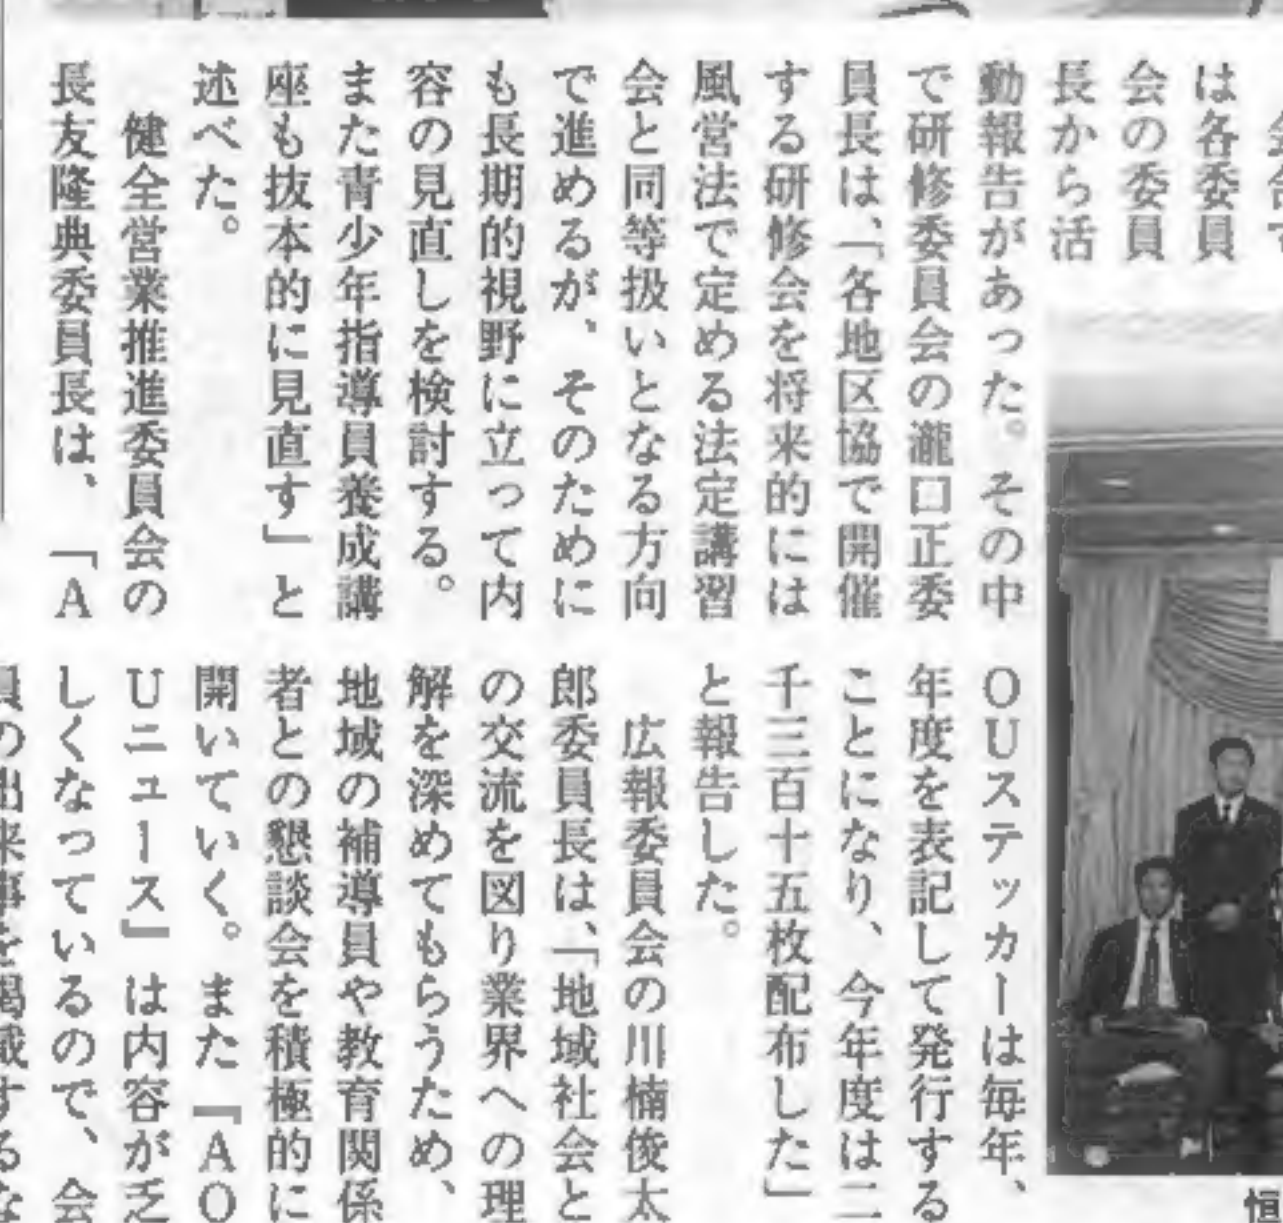 は各委員
会の委員
長から活
動報告があった。その中
で研修委員会の瀧口正委
員長は、「各地区協で開催
する研修会を将来的には
風営法で定める法定講習
会と同等扱いとなる方向
で進めるが、そのために
も長期的視野に立って内
容の見直しを検討する。
また青少年指導員養成講
座も抜本的に見直す」と
述べた。
健全営業推進委員会の
長友隆典委員長は、「A
OUステッカーは毎年、
年度を表記して発行する
ことになり、今年度は二
千三百十五枚配布した」
と報告した。
広報委員会の川楠俊太
郎委員長は、「地域社会と
の交流を図り業界への理
解を深めてもらうため、
地域の補導員や教育関係
者との懇談会を積極的に
開いていく。また『AO
Uニュース』は内容が乏
しくなっているので、会
員の出来事を掲載するな